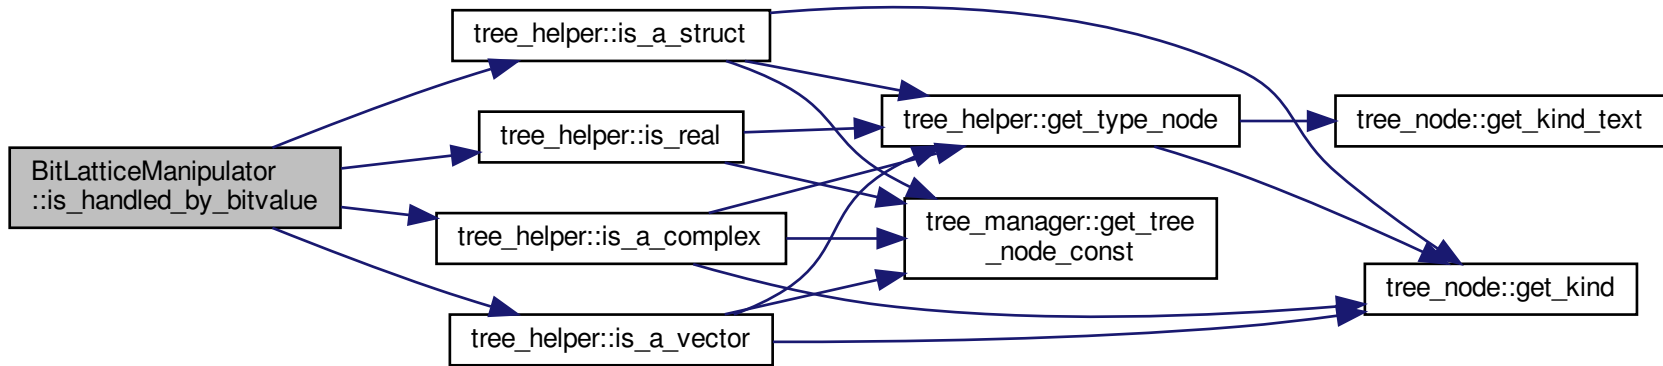 BitLatticeManipulator
::is_handled_by_bitvalue
tree_helper::is_a_struct
tree_helper::is_real
tree_helper::is_a_complex
tree_helper::is_a_vector
tree_helper::get_type_node
tree_manager::get_tree
_node_const
tree_node::get_kind_text
tree_node::get_kind